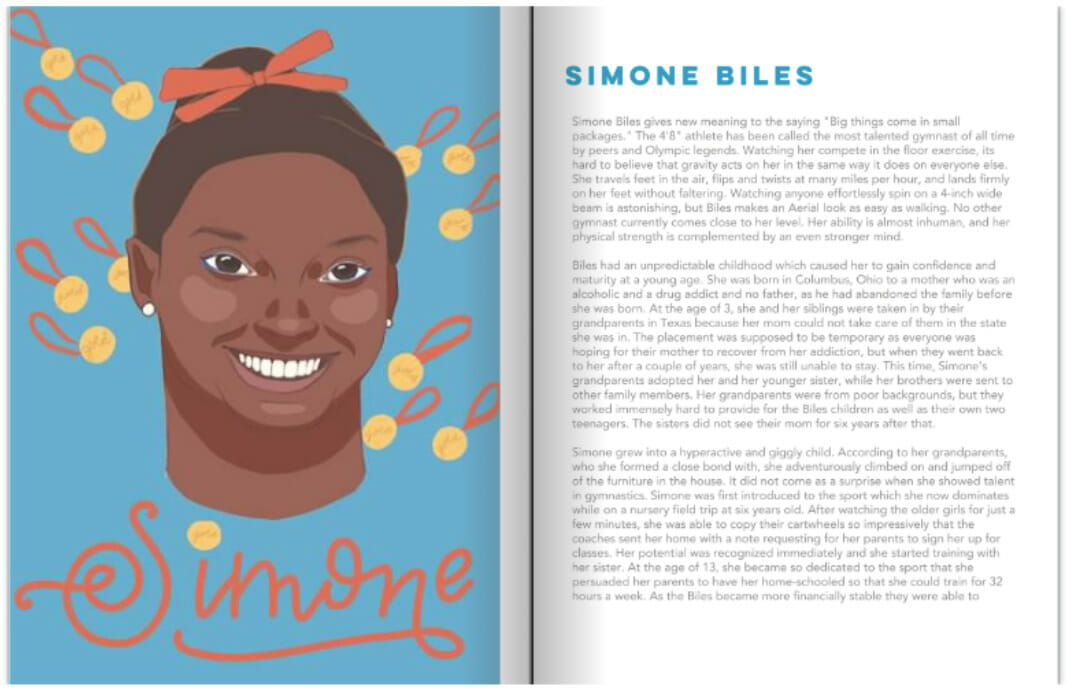 gold
gold
gold
gold
gold
gold
gold
gold
Simone
SIMONE BILES
Simone Biles gives new meaning to the saying "Big things come in small
packages." The 4'8" athlete has been called the most talented gymnast of all time
by peers and Olympic legends. Watching her compete in the floor exercise, its
hard to believe that gravity acts on her in the same way it does on everyone else.
She travels feet in the air, flips and twists at many miles per hour, and lands firmly
on her feet without faltering. Watching anyone effortlessly spin on a 4-inch wide
beam is astonishing, but Biles makes an Aerial look as easy as walking. No other
gymnast currently comes close to her level. Her ability is almost inhuman, and her
physical strength is complemented by an even stronger mind.
Biles had an unpredictable childhood which caused her to gain confidence and
maturity at a young age. She was born in Columbus, Ohio to a mother who was an
alcoholic and a drug addict and no father, as he had abandoned the family before
she was born. At the age of 3, she and her siblings were taken in by their
grandparents in Texas because her mom could not take care of them in the state
she was in. The placement was supposed to be temporary as everyone was
hoping for their mother to recover from her addiction, but when they went back
to her after a couple of years, she was still unable to stay. This time, Simone's
grandparents adopted her and her younger sister, while her brothers were sent to
other family members. Her grandparents were from poor backgrounds, but they
worked immensely hard to provide for the Biles children as well as their own two
teenagers. The sisters did not see their mom for six years after that.
Simone grew into a hyperactive and giggly child. According to her grandparents,
who she formed a close bond with, she adventurously climbed on and jumped off
of the furniture in the house. It did not come as a surprise when she showed talent
in gymnastics. Simone was first introduced to the sport which she now dominates
while on a nursery field trip at six years old. After watching the older girls for just a
few minutes, she was able to copy their cartwheels so impressively that the
coaches sent her home with a note requesting for her parents to sign her up for
classes. Her potential was recognized immediately and she started training with
her sister. At the age of 13, she became so dedicated to the sport that she
persuaded her parents to have her home-schooled so that she could train for 32
hours a week. As the Biles became more financially stable they were able to